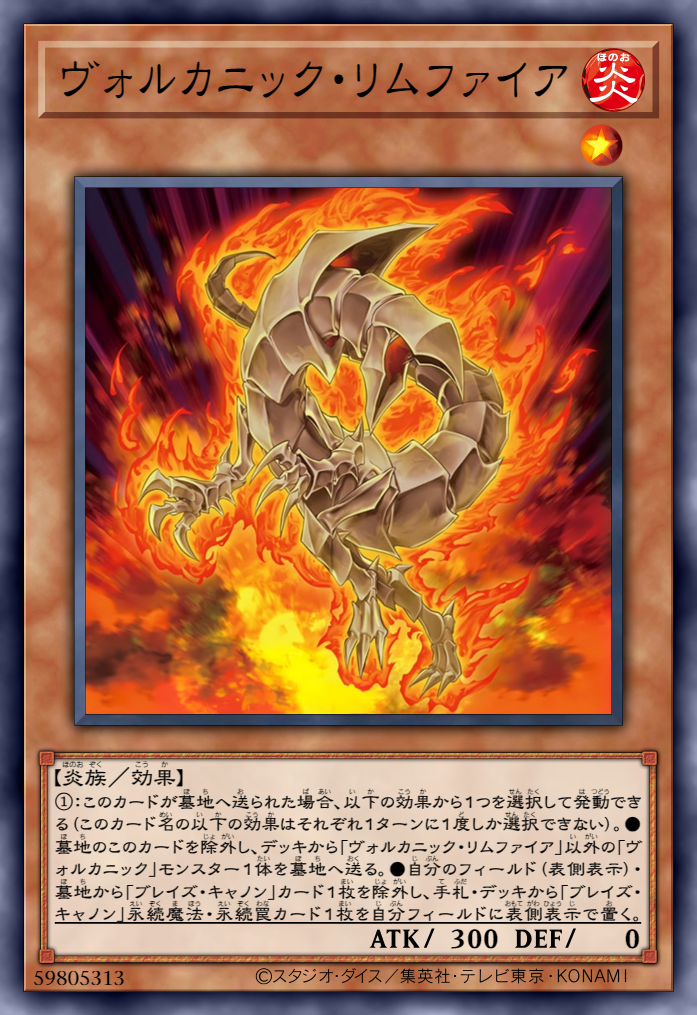 ヴォルカニック・リムファイア
炎
ほのお
【炎族／効果】
①：このカードが墓地へ送られた場合、以下の効果から1つを選択して発動でき
る（このカード名の以下の効果はそれぞれ1ターンに1度しか選択できない）。●
墓地のこのカードを除外し、デッキから「ヴォルカニック・リムファイア」以外の「ヴ
ォルカニック」モンスター1体を墓地へ送る。●自分のフィールド（表側表示）・
墓地から「ブレイズ・キャノン」カード1枚を除外し、手札・デッキから「ブレイズ・
キャノン」永続魔法・永続罠カード1枚を自分フィールドに表側表示で置く。
ATK/ 300 DEF/ 0
59805313
©スタジオ・ダイス／集英社・テレビ東京・KONAMI